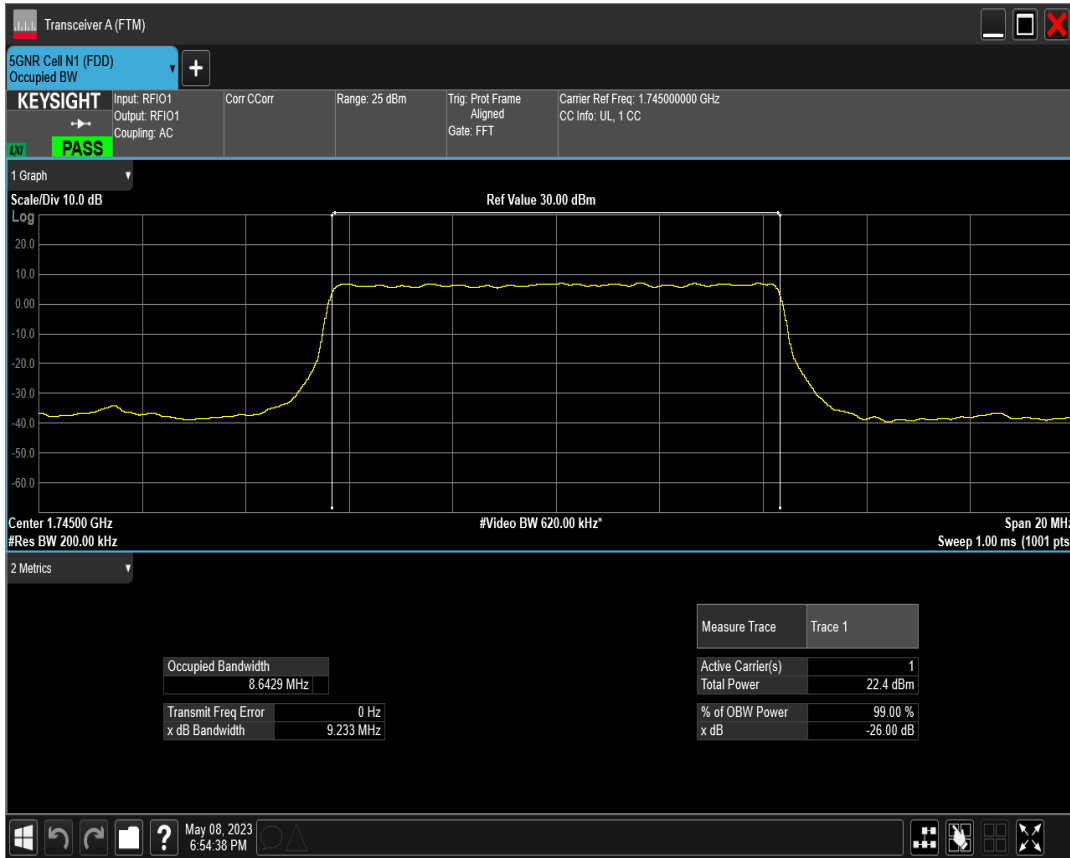 Transceiver A (FTM)
5GNR Cell N1 (FDD)
Occupied BW
+
KEYSIGHT
LXI
PASS
Input: RFIO1
Output: RFIO1
Coupling: AC
Corr CCorr
Range: 25 dBm
Trig: Prot Frame
Aligned
Gate: FFT
Carrier Ref Freq: 1.745000000 GHz
CC Info: UL, 1 CC
1 Graph
Scale/Div 10.0 dB
Ref Value 30.00 dBm
Log
20.0
10.0
0.00
-10.0
-20.0
-30.0
-40.0
-50.0
-60.0
Center 1.74500 GHz
#Video BW 620.00 kHz*
Span 20 MHz
#Res BW 200.00 kHz
Sweep 1.00 ms (1001 pts
2 Metrics
Measure Trace Trace 1
Occupied Bandwidth
8.6429 MHz
Active Carrier(s) 1
Total Power 22.4 dBm
Transmit Freq Error 0 Hz
x dB Bandwidth 9.233 MHz
% of OBW Power 99.00 %
x dB -26.00 dB
?
May 08, 2023
6:54:38 PM